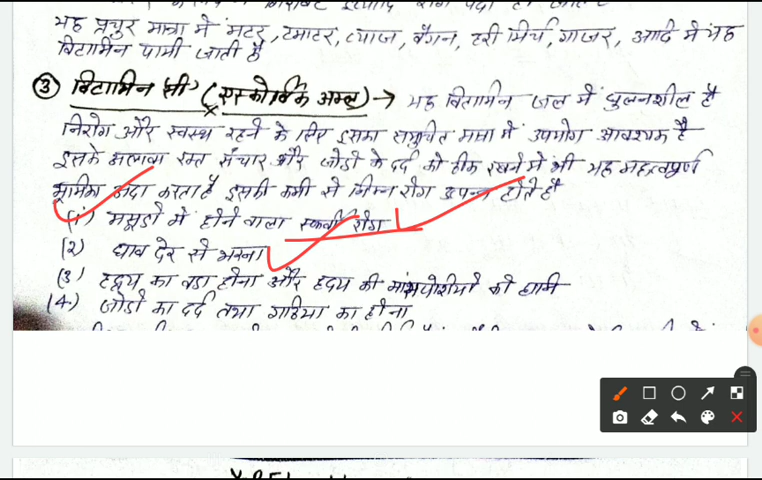 यह प्रचुर मात्रा में मटर, टमाटर, प्याज, बैगन, हरी मिर्च, गाजर, आदि में यह
विटामिन पायी जाती है
③ विटामिन 'सी' (एस्कोर्बिक अम्ल) → यह विटामिन जल में घुलनशील है
निरोग और स्वस्थ रहने के लिए इसका समुचित मात्रा में उपयोग आवश्यक है
इसके अलावा रक्त संचार और जोडो के दर्द को ठीक रखने में भी यह महत्वपूर्ण
भूमिका अदा करता है इसकी कमी से निम्न रोग उत्पन्न होते है
(1) मसूडो में होने वाला स्कर्वी रोग
(2) घाव देर से भरना
(3) हृदय का बडा होना और हृदय की मांसपेशियों को हानि
(4) जोडों का दर्द तथा गाठिया का होना